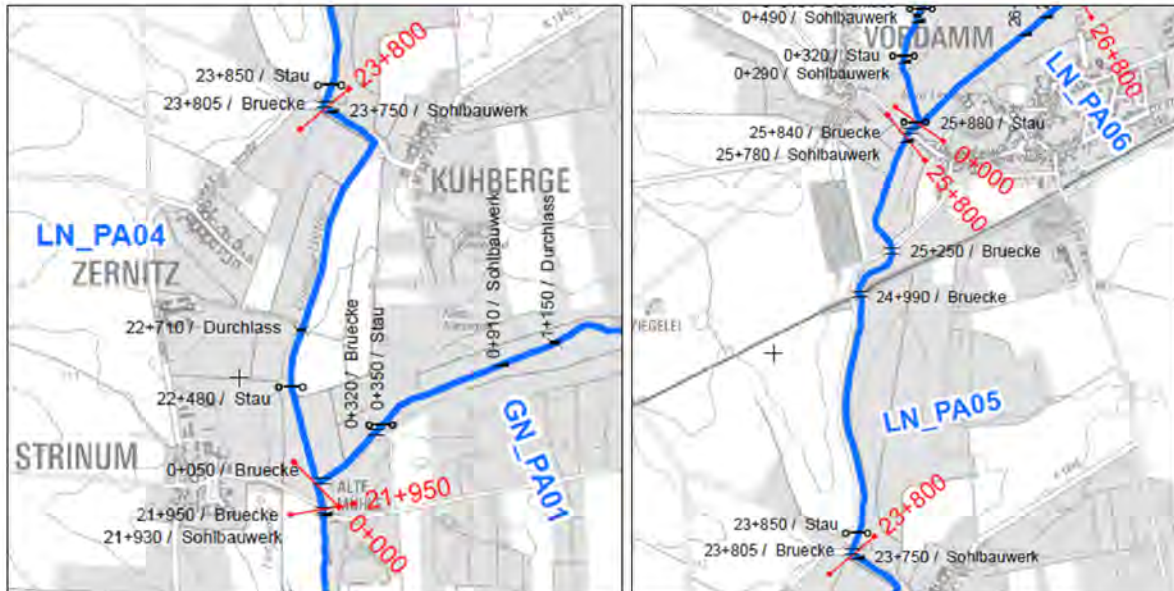 23+850 / Stau
23+800
23+805 / Bruecke
23+750 / Sohlbauwerk
KUHBERGE
LN_PA04
ZERNITZ
22+710 / Durchlass
0+910 / Sohlbauwerk
1+150 / Durchlass
0+320 / Bruecke
0+350 / Stau
22+480 / Stau
STRINUM
0+050 / Bruecke
GN_PA01
ALTE
21+950
21+950 / Bruecke
21+930 / Sohlbauwerk
0+000
0+490 / Sohlbauwerk
VORDAMM
0+320 / Stau
0+290 / Sohlbauwerk
26+800
LN_PA06
25+880 / Stau
25+840 / Bruecke
25+780 / Sohlbauwerk
0+000
25+800
25+250 / Bruecke
24+990 / Bruecke
ZIEGELEI
LN_PA05
23+850 / Stau
23+800
23+805 / Bruecke
23+750 / Sohlbauwerk